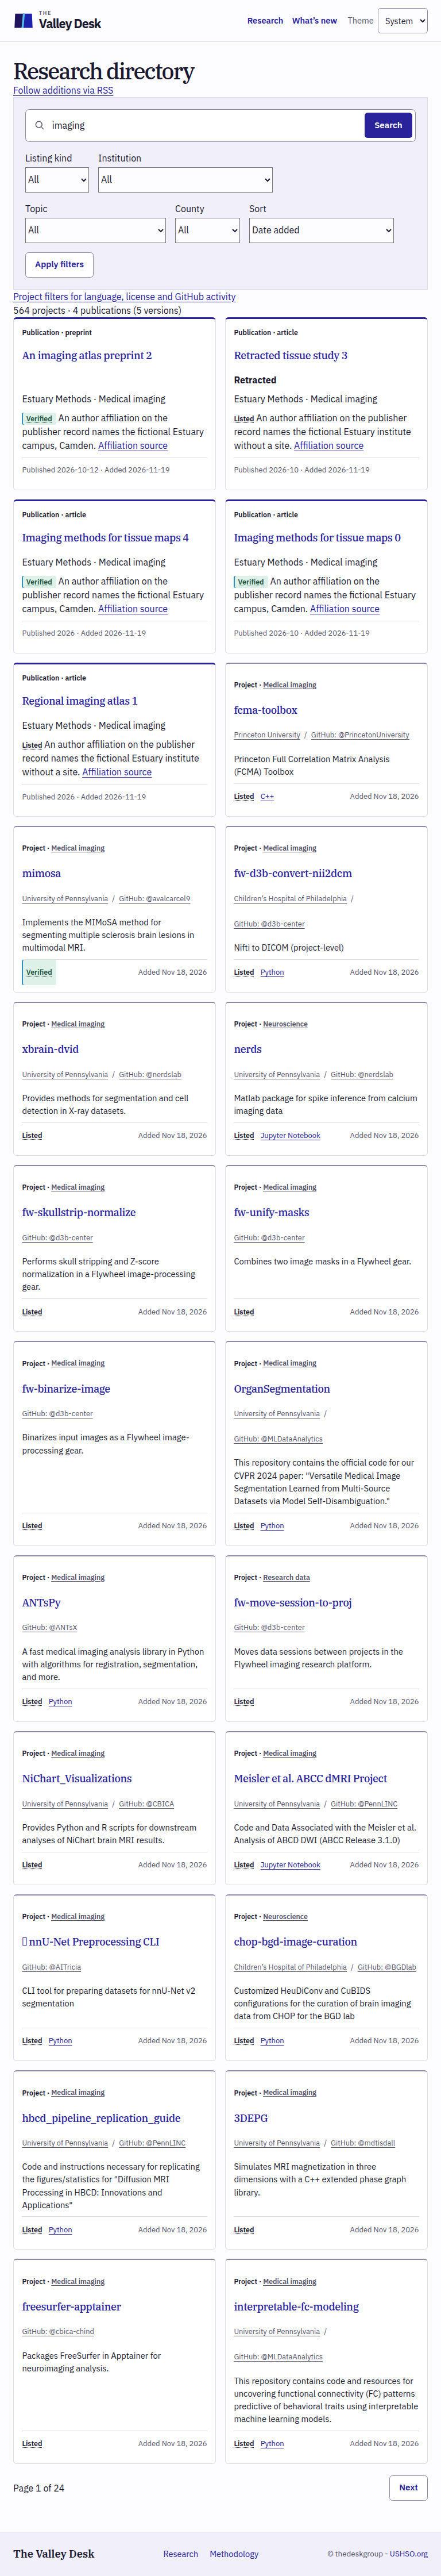 THE
Valley Desk
Research
What's new
Theme
System
Research directory
Follow additions via RSS
imaging
Search
Listing kind
Institution
All
All
Topic
County
Sort
All
All
Date added
Apply filters
Project filters for language, license and GitHub activity
564 projects · 4 publications (5 versions)
Publication · preprint
An imaging atlas preprint 2
Estuary Methods · Medical imaging
Verified An author affiliation on the
publisher record names the fictional Estuary
campus, Camden. Affiliation source
Published 2026-10-12 · Added 2026-11-19
Publication · article
Retracted tissue study 3
Retracted
Estuary Methods · Medical imaging
Listed An author affiliation on the publisher
record names the fictional Estuary institute
without a site. Affiliation source
Published 2026-10 · Added 2026-11-19
Publication · article
Imaging methods for tissue maps 4
Estuary Methods · Medical imaging
Verified An author affiliation on the
publisher record names the fictional Estuary
campus, Camden. Affiliation source
Published 2026 · Added 2026-11-19
Publication · article
Imaging methods for tissue maps 0
Estuary Methods · Medical imaging
Verified An author affiliation on the
publisher record names the fictional Estuary
campus, Camden. Affiliation source
Published 2026-10 · Added 2026-11-19
Publication · article
Regional imaging atlas 1
Estuary Methods · Medical imaging
Listed An author affiliation on the publisher
record names the fictional Estuary institute
without a site. Affiliation source
Published 2026 · Added 2026-11-19
Project · Medical imaging
fcma-toolbox
Princeton University / GitHub: @PrincetonUniversity
Princeton Full Correlation Matrix Analysis
(FCMA) Toolbox
Listed C++ Added Nov 18, 2026
Project · Medical imaging
mimosa
University of Pennsylvania / GitHub: @avalcarcel9
Implements the MIMoSA method for
segmenting multiple sclerosis brain lesions in
multimodal MRI.
Verified Added Nov 18, 2026
Project · Medical imaging
fw-d3b-convert-nii2dcm
Children's Hospital of Philadelphia /
GitHub: @d3b-center
Nifti to DICOM (project-level)
Listed Python Added Nov 18, 2026
Project · Medical imaging
xbrain-dvid
University of Pennsylvania / GitHub: @nerdslab
Provides methods for segmentation and cell
detection in X-ray datasets.
Listed Added Nov 18, 2026
Project · Neuroscience
nerds
University of Pennsylvania / GitHub: @nerdslab
Matlab package for spike inference from calcium
imaging data
Listed Jupyter Notebook Added Nov 18, 2026
Project · Medical imaging
fw-skullstrip-normalize
GitHub: @d3b-center
Performs skull stripping and Z-score
normalization in a Flywheel image-processing
gear.
Listed Added Nov 18, 2026
Project · Medical imaging
fw-unify-masks
GitHub: @d3b-center
Combines two image masks in a Flywheel gear.
Listed Added Nov 18, 2026
Project · Medical imaging
fw-binarize-image
GitHub: @d3b-center
Binarizes input images as a Flywheel image-
processing gear.
Listed Added Nov 18, 2026
Project · Medical imaging
OrganSegmentation
University of Pennsylvania /
GitHub: @MLDataAnalytics
This repository contains the official code for our
CVPR 2024 paper: "Versatile Medical Image
Segmentation Learned from Multi-Source
Datasets via Model Self-Disambiguation."
Listed Python Added Nov 18, 2026
Project · Medical imaging
ANTsPy
GitHub: @ANTsX
A fast medical imaging analysis library in Python
with algorithms for registration, segmentation,
and more.
Listed Python Added Nov 18, 2026
Project · Research data
fw-move-session-to-proj
GitHub: @d3b-center
Moves data sessions between projects in the
Flywheel imaging research platform.
Listed Added Nov 18, 2026
Project · Medical imaging
NiChart_Visualizations
University of Pennsylvania / GitHub: @CBICA
Provides Python and R scripts for downstream
analyses of NiChart brain MRI results.
Listed Added Nov 18, 2026
Project · Medical imaging
Meisler et al. ABCC dMRI Project
University of Pennsylvania / GitHub: @PennLINC
Code and Data Associated with the Meisler et al.
Analysis of ABCD DWI (ABCC Release 3.1.0)
Listed Jupyter Notebook Added Nov 18, 2026
Project · Medical imaging
nnU-Net Preprocessing CLI
GitHub: @AITricia
CLI tool for preparing datasets for nnU-Net v2
segmentation
Listed Python Added Nov 18, 2026
Project · Neuroscience
chop-bgd-image-curation
Children's Hospital of Philadelphia / GitHub: @BGDlab
Customized HeuDiConv and CuBIDS
configurations for the curation of brain imaging
data from CHOP for the BGD lab
Listed Python Added Nov 18, 2026
Project · Medical imaging
hbcd_pipeline_replication_guide
University of Pennsylvania / GitHub: @PennLINC
Code and instructions necessary for replicating
the figures/statistics for "Diffusion MRI
Processing in HBCD: Innovations and
Applications"
Listed Python Added Nov 18, 2026
Project · Medical imaging
3DEPG
University of Pennsylvania / GitHub: @mdtisdall
Simulates MRI magnetization in three
dimensions with a C++ extended phase graph
library.
Listed Added Nov 18, 2026
Project · Medical imaging
freesurfer-apptainer
GitHub: @cbica-chind
Packages FreeSurfer in Apptainer for
neuroimaging analysis.
Listed Added Nov 18, 2026
Project · Medical imaging
interpretable-fc-modeling
University of Pennsylvania /
GitHub: @MLDataAnalytics
This repository contains code and resources for
uncovering functional connectivity (FC) patterns
predictive of behavioral traits using interpretable
machine learning models.
Listed Python Added Nov 18, 2026
Page 1 of 24
Next
The Valley Desk
Research
Methodology
© thedeskgroup - USHSO.org